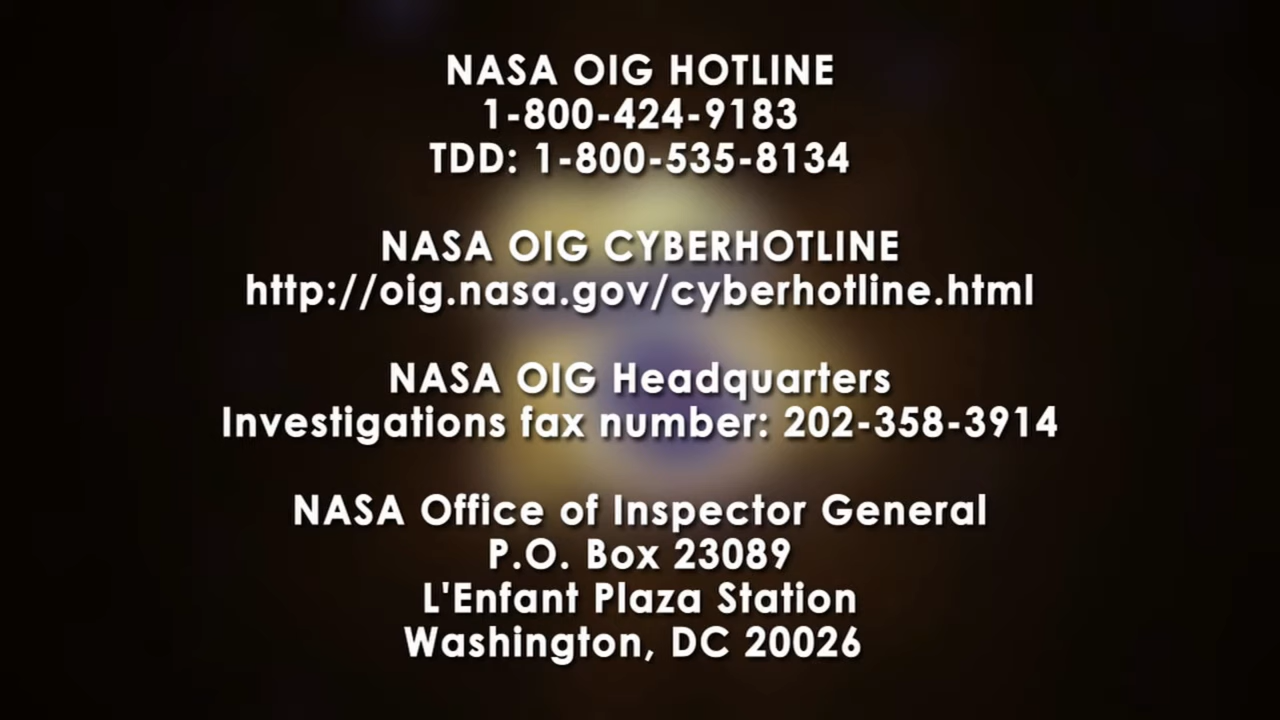 NASA OIG HOTLINE
1-800-424-9183
TDD: 1-800-535-8134
NASA OIG CYBERHOTLINE
http://oig.nasa.gov/cyberhotline.html
NASA OIG Headquarters
Investigations fax number: 202-358-3914
NASA Office of Inspector General
P.O. Box 23089
L'Enfant Plaza Station
Washington, DC 20026